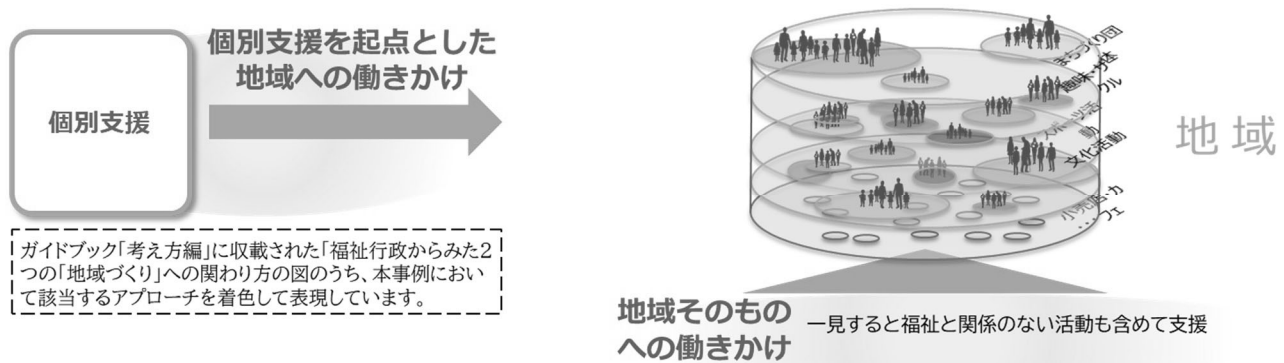 個別支援
個別支援を起点とした
地域への働きかけ
ガイドブック「考え方編」に収載された「福祉行政からみた2
つの「地域づくり」への関わり方の図のうち、本事例におい
て該当するアプローチを着色して表現しています。
まちづくり団
体
動
文化活動
フェ
地域
地域そのもの
への働きかけ
一見すると福祉と関係のない活動も含めて支援